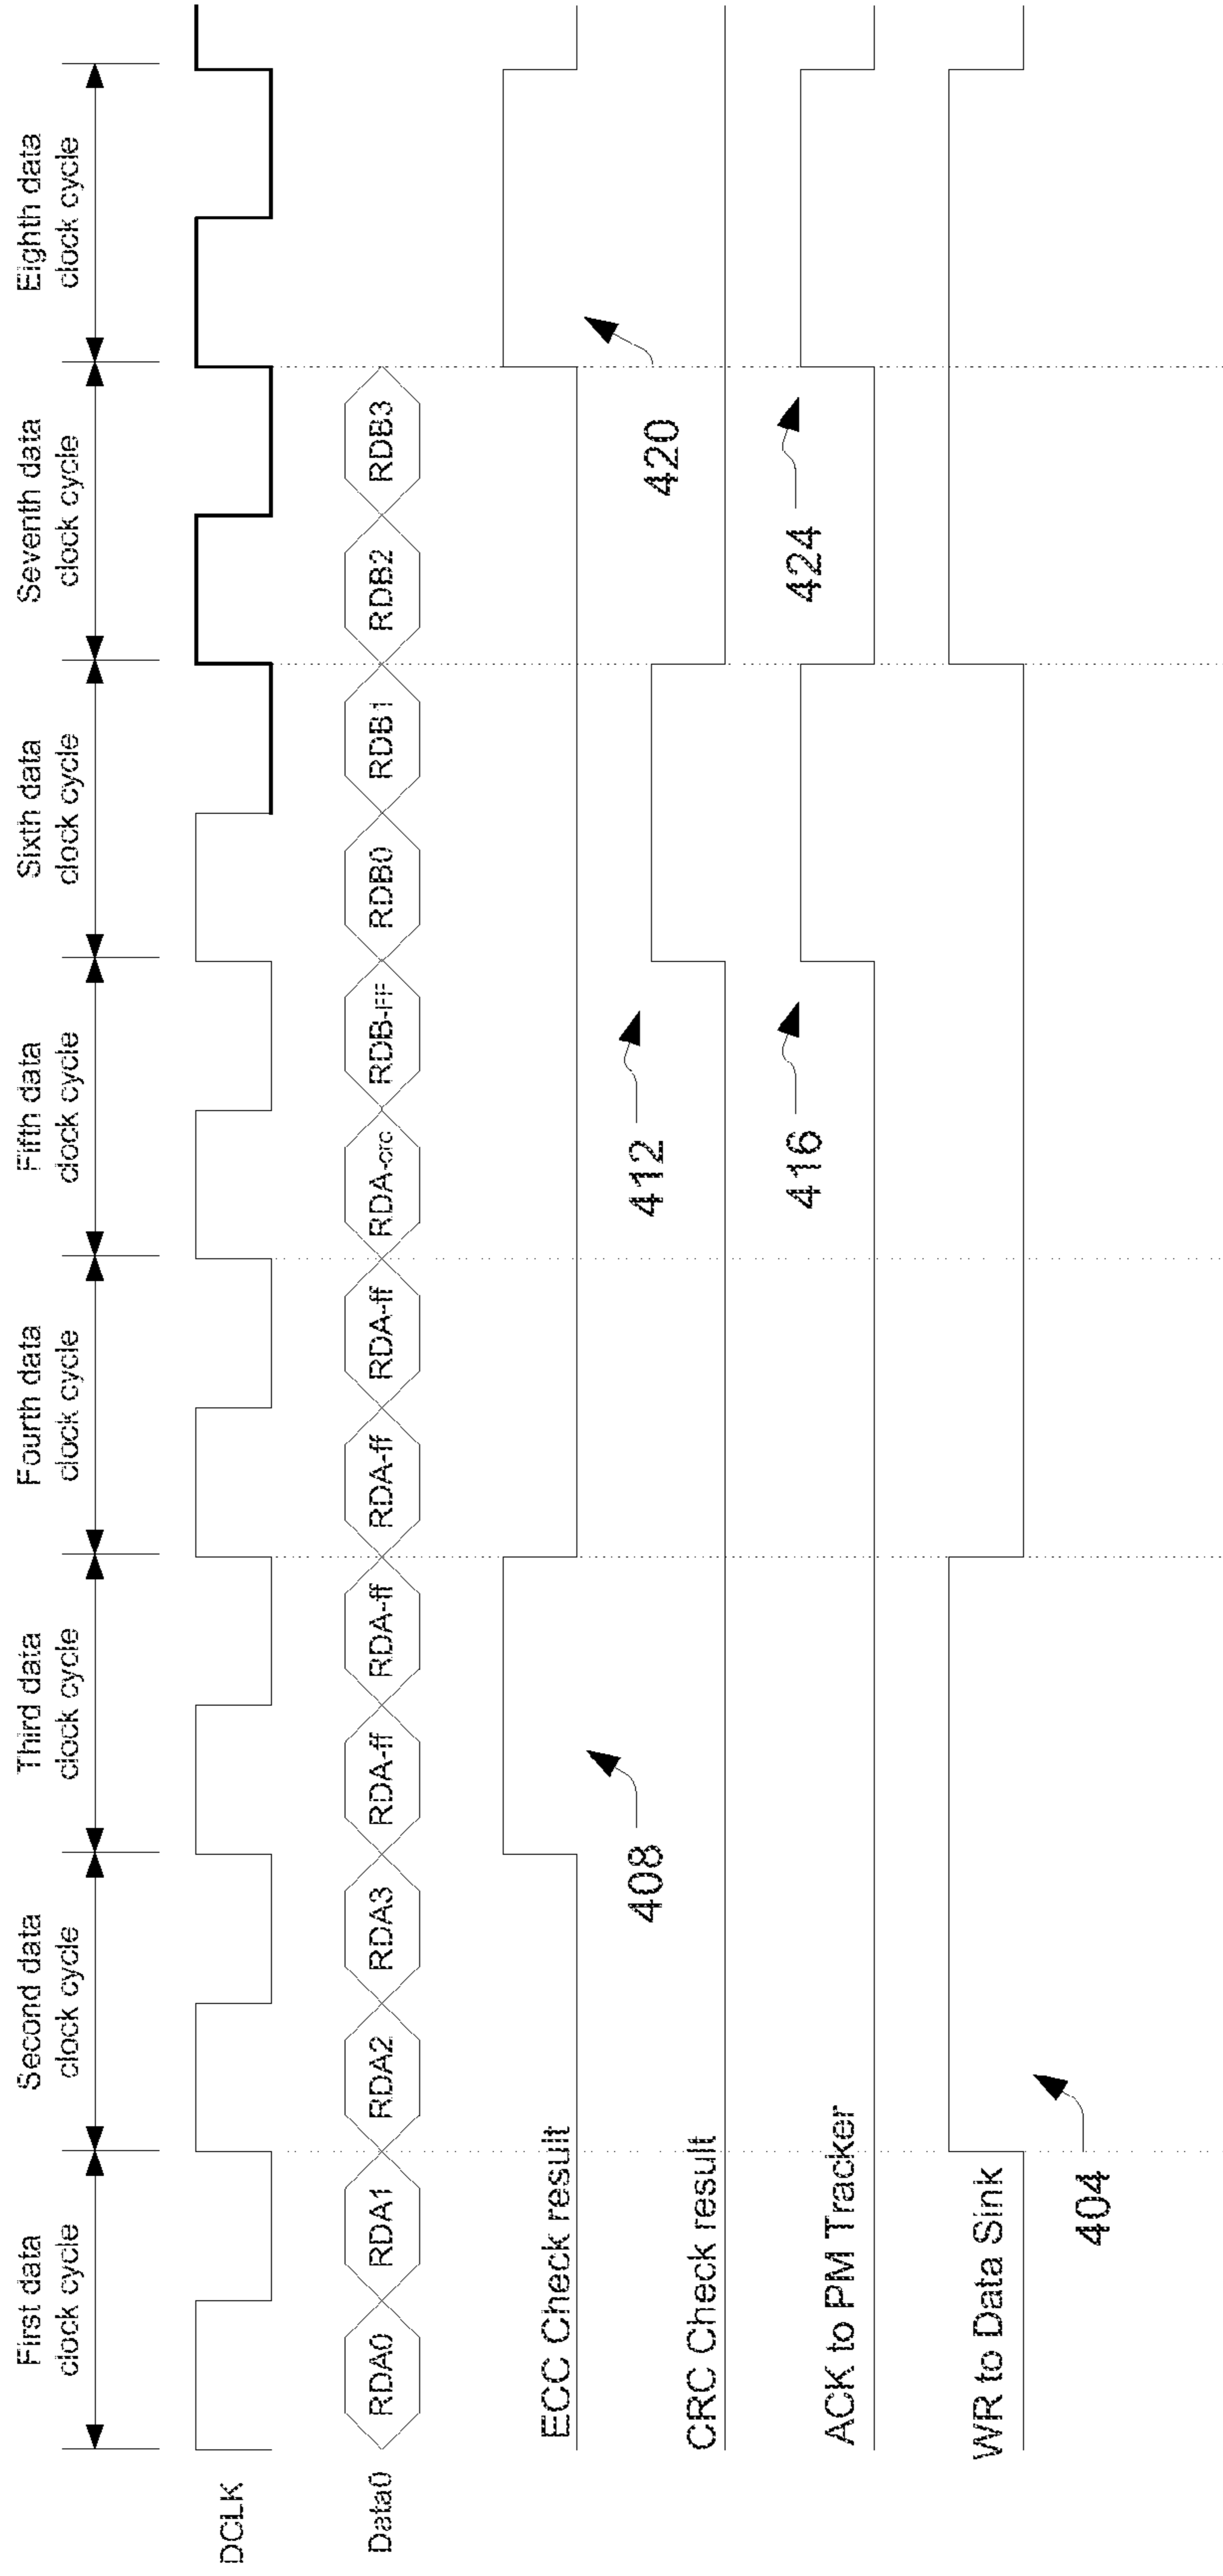 First data
clock cycle
Second data
clock cycle
Third data
clock cycle
Fourth data
clock cycle
Fifth data
clock cycle
Sixth data
clock cycle
Seventh data
clock cycle
Eighth data
clock cycle
DCLK
Data0
RDA0
RDA1
RDA2
RDA3
RDA-ff
RDA-ff
RDA-ff
RDA-ff
RDA-crc
RDB-FF
RDB0
RDB1
RDB2
RDB3
ECC Check result
408
412
420
CRC Check result
416
424
ACK to PM Tracker
WR to Data Sink
404